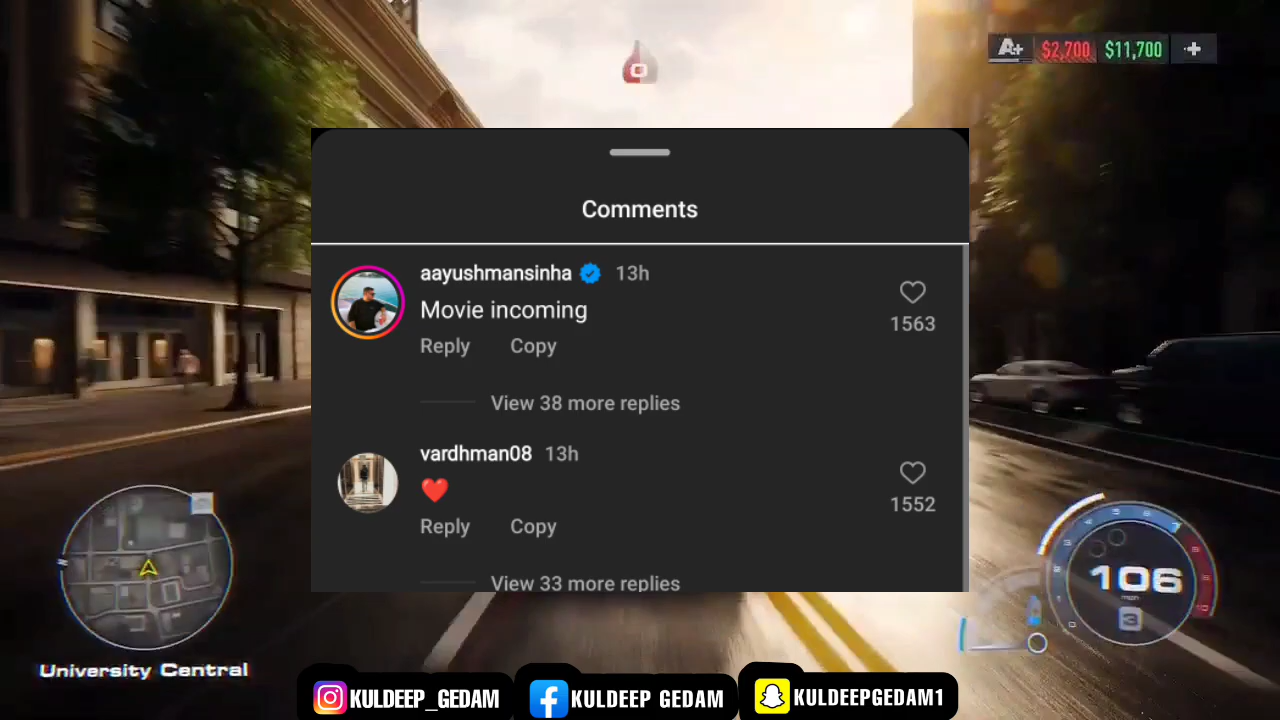 A+ $2,700 $11,700
Comments
aayushmansinha 13h
Movie incoming
1563
Reply Copy
View 38 more replies
vardhman08 13h
❤️
1552
Reply Copy
View 33 more replies
106
3
University Central
KULDEEP_GEDAM KULDEEP GEDAM KULDEEPGEDAM1